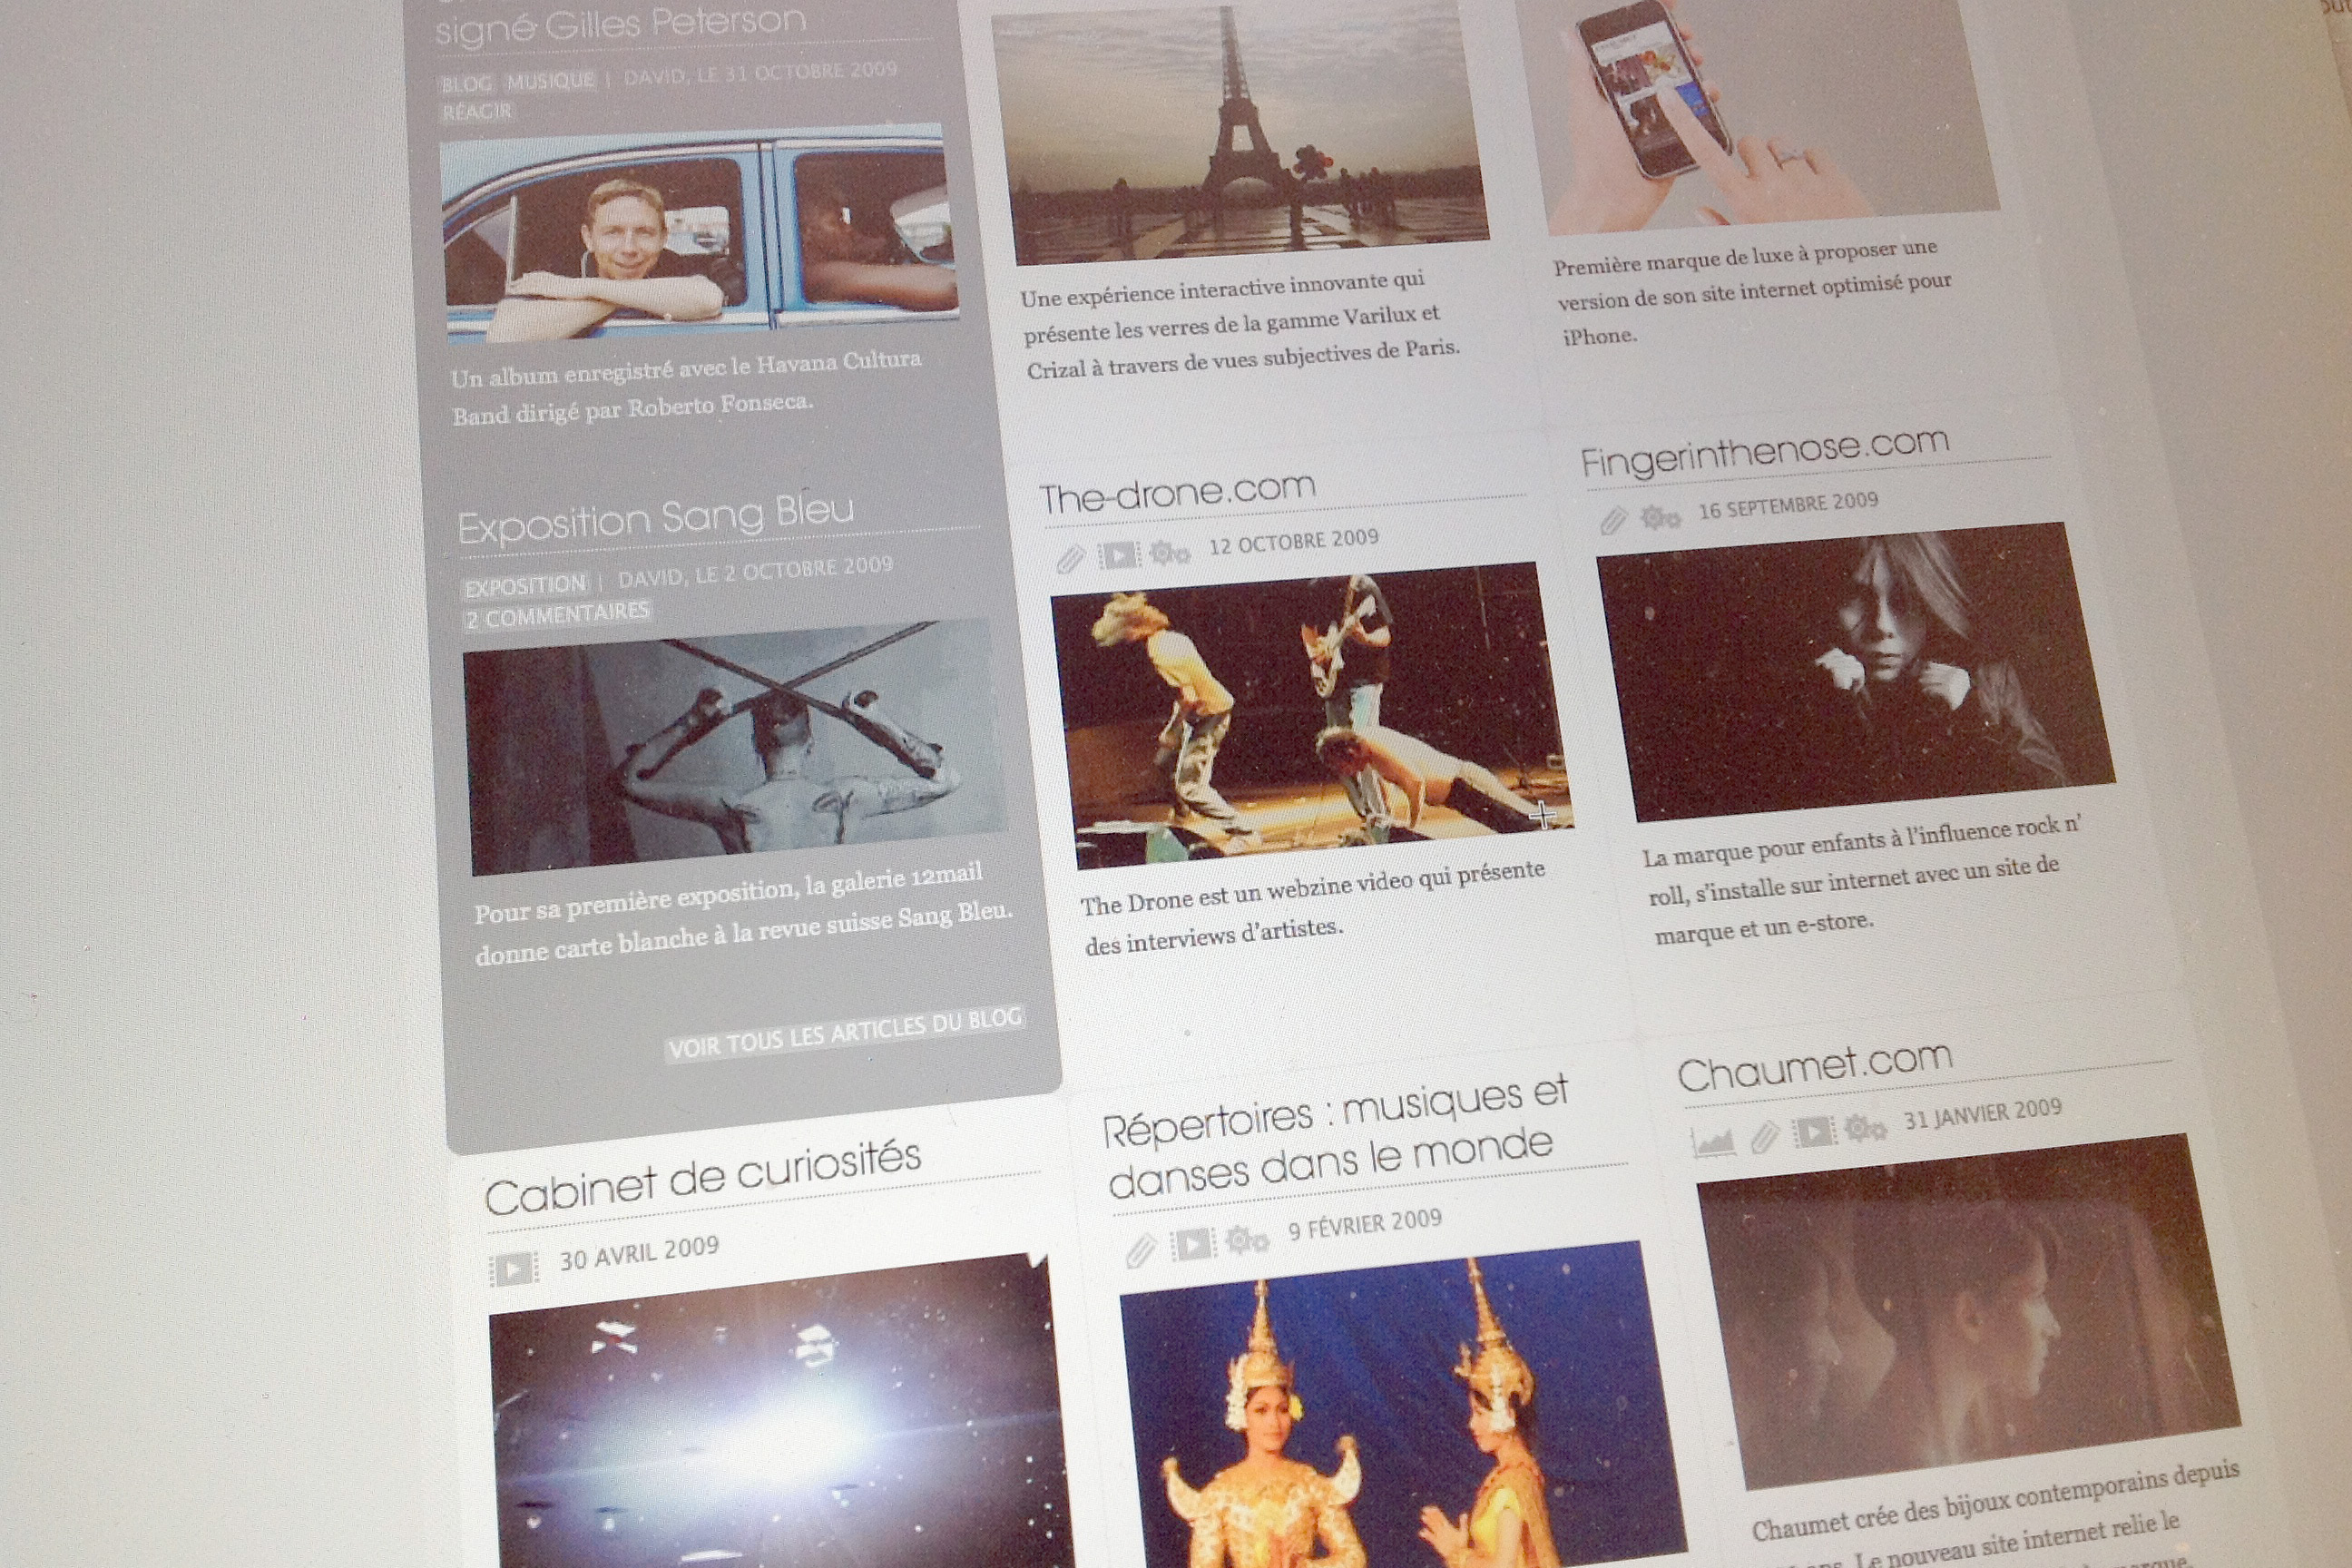 signé Gilles Peterson
BLOG MUSIQUE | DAVID, LE 31 OCTOBRE 2009
RÉAGIR
Un album enregistré avec le Havana Cultura
Band dirigé par Roberto Fonseca.
Exposition Sang Bleu
EXPOSITION | DAVID, LE 2 OCTOBRE 2009
2 COMMENTAIRES
Pour sa première exposition, la galerie 12mail
donne carte blanche à la revue suisse Sang Bleu.
VOIR TOUS LES ARTICLES DU BLOG
Cabinet de curiosités
30 AVRIL 2009
Une expérience interactive innovante qui
présente les verres de la gamme Varilux et
Crizal à travers de vues subjectives de Paris.
The-drone.com
12 OCTOBRE 2009
The Drone est un webzine video qui présente
des interviews d'artistes.
Répertoires : musiques et
danses dans le monde
9 FÉVRIER 2009
Première marque de luxe à proposer une
version de son site internet optimisé pour
iPhone.
Fingerinthenose.com
16 SEPTEMBRE 2009
La marque pour enfants à l'influence rock n'
roll, s'installe sur internet avec un site de
marque et un e-store.
Chaumet.com
31 JANVIER 2009
Chaumet crée des bijoux contemporains depuis
ans. Le nouveau site internet relie le
marque